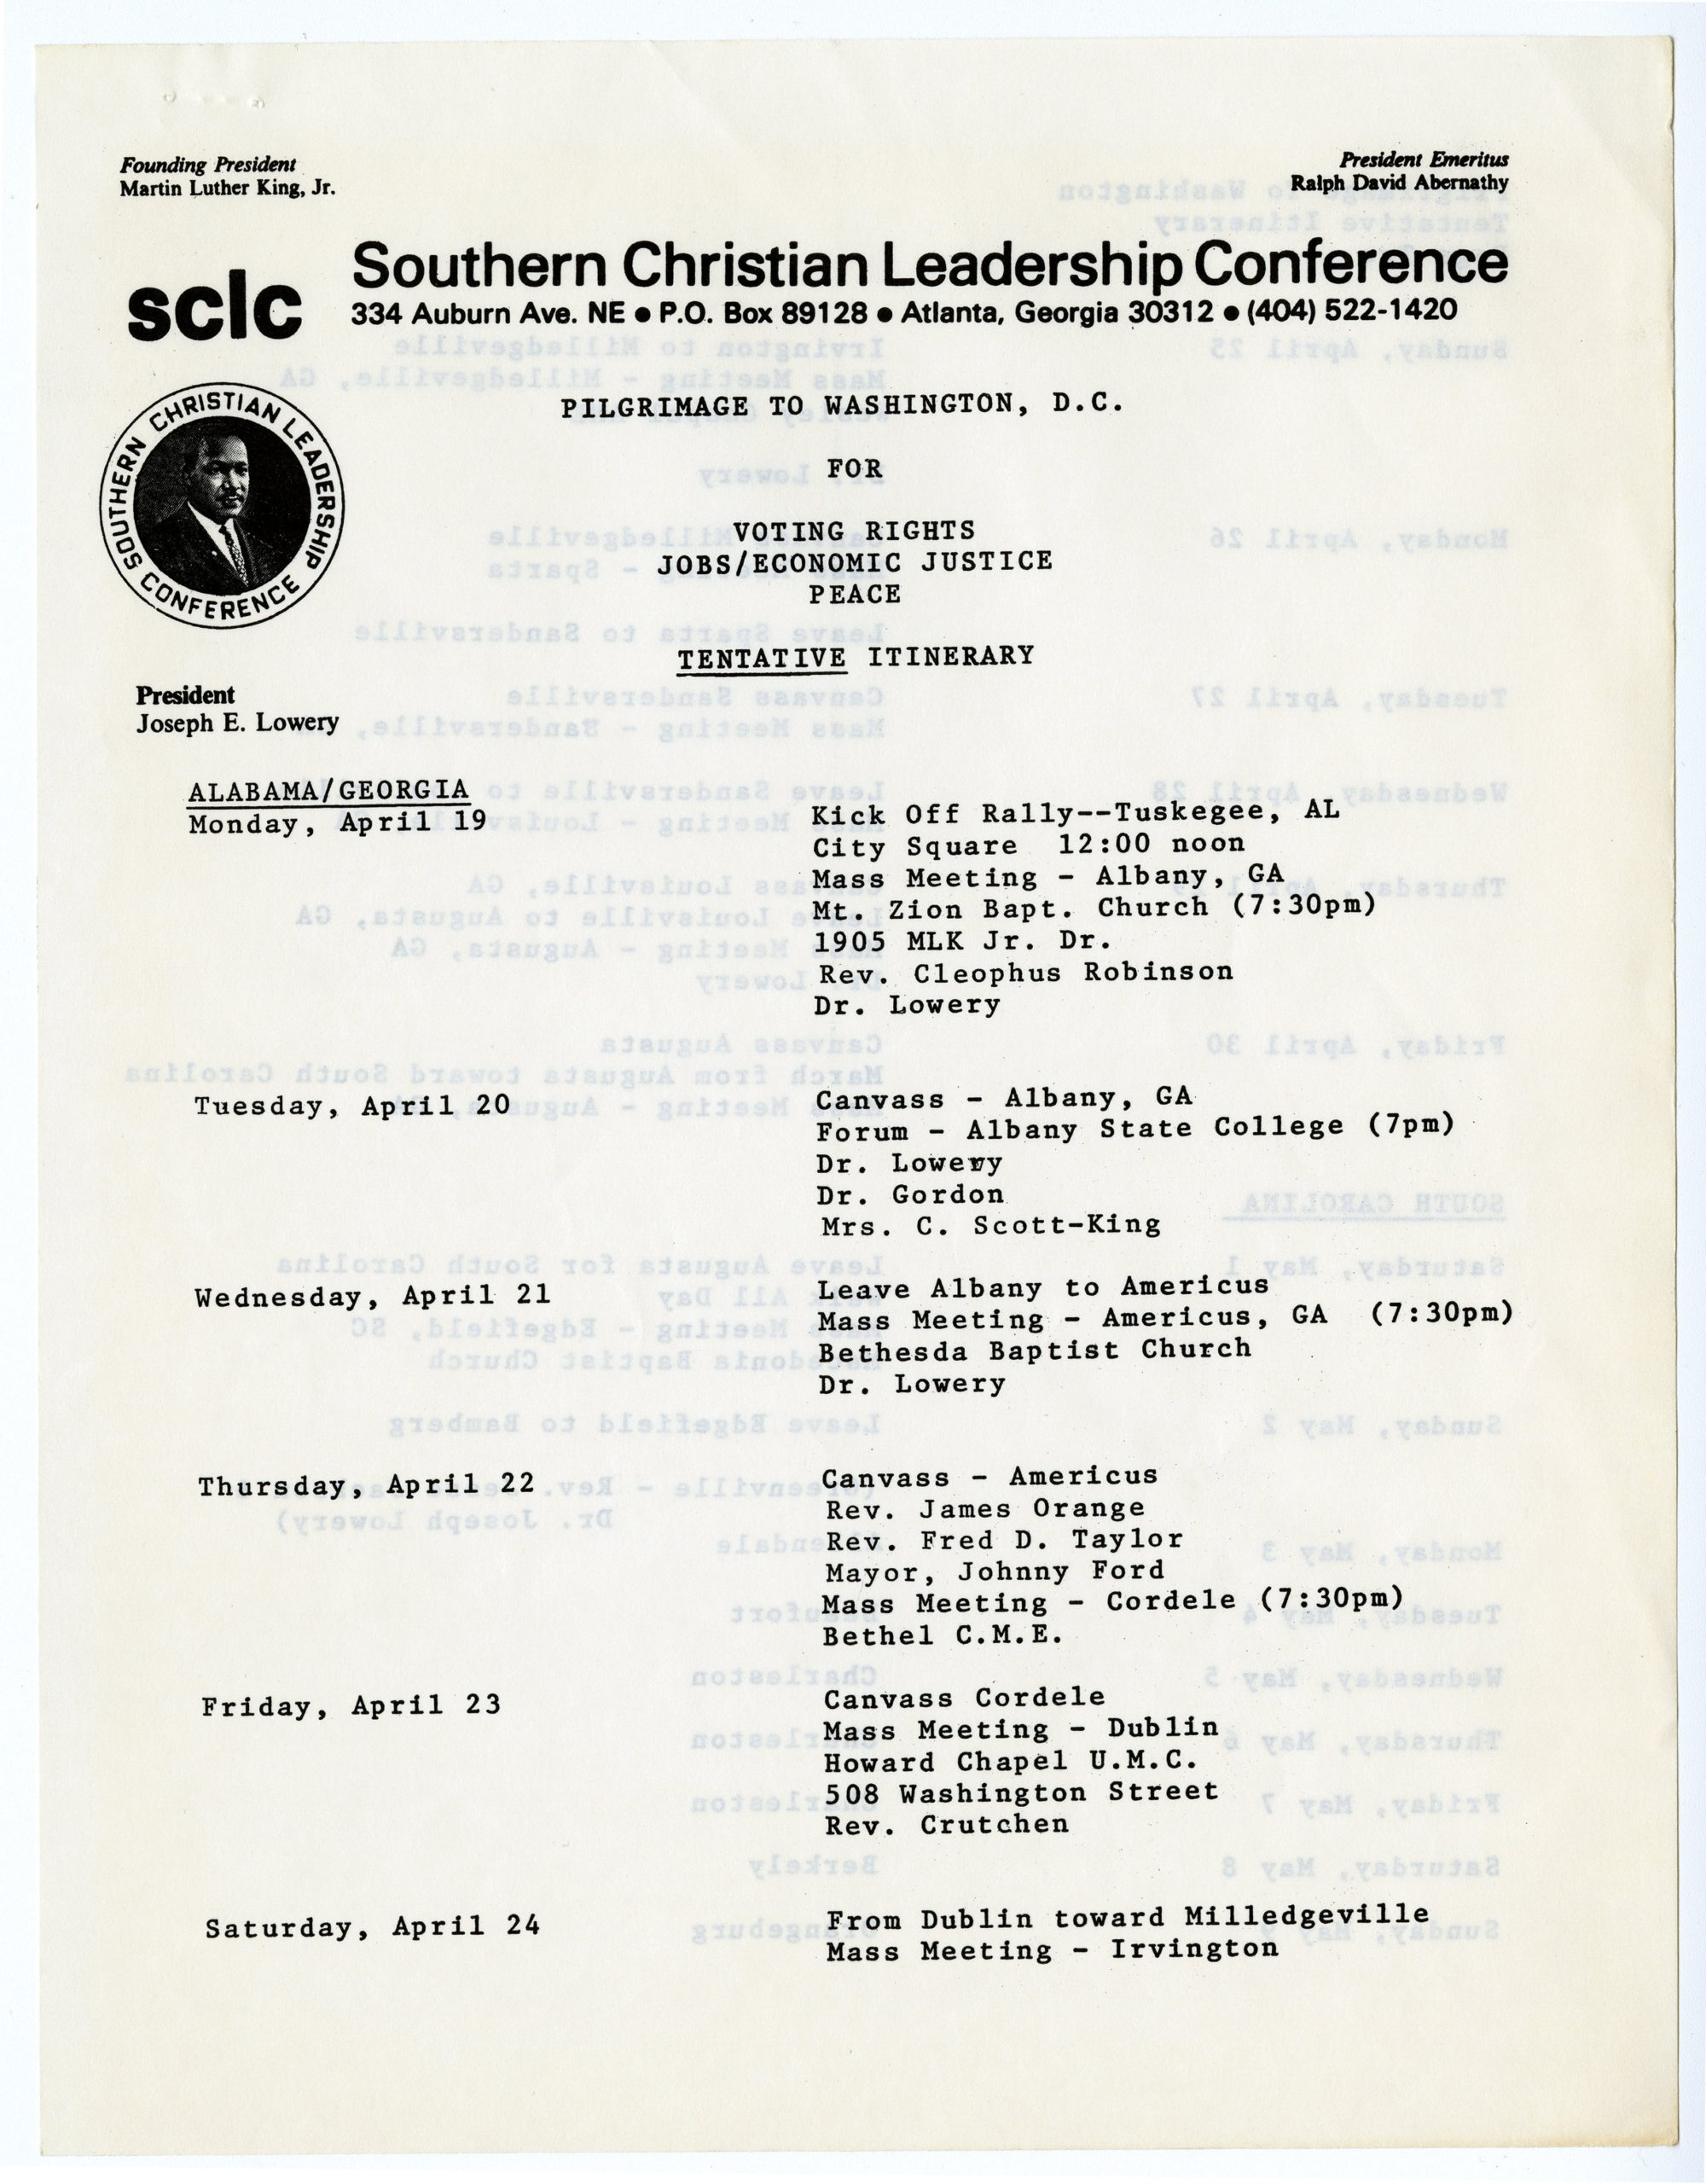 Founding President
Martin Luther King, Jr.
President Emeritus
Ralph David Abernathy
sclc
Southern Christian Leadership Conference
334 Auburn Ave. NE ● P.O. Box 89128 ● Atlanta, Georgia 30312 ● (404) 522-1420
SOUTHERN CHRISTIAN LEADERSHIP CONFERENCE
PILGRIMAGE TO WASHINGTON, D.C.
FOR
VOTING RIGHTS
JOBS/ECONOMIC JUSTICE
PEACE
TENTATIVE ITINERARY
President
Joseph E. Lowery
ALABAMA/GEORGIA
Monday, April 19
Kick Off Rally--Tuskegee, AL
City Square 12:00 noon
Mass Meeting - Albany, GA
Mt. Zion Bapt. Church (7:30pm)
1905 MLK Jr. Dr.
Rev. Cleophus Robinson
Dr. Lowery
Tuesday, April 20
Canvass - Albany, GA
Forum - Albany State College (7pm)
Dr. Lowery
Dr. Gordon
Mrs. C. Scott-King
Wednesday, April 21
Leave Albany to Americus
Mass Meeting - Americus, GA (7:30pm)
Bethesda Baptist Church
Dr. Lowery
Thursday, April 22
Canvass - Americus
Rev. James Orange
Rev. Fred D. Taylor
Mayor, Johnny Ford
Mass Meeting - Cordele (7:30pm)
Bethel C.M.E.
Friday, April 23
Canvass Cordele
Mass Meeting - Dublin
Howard Chapel U.M.C.
508 Washington Street
Rev. Crutchen
Saturday, April 24
From Dublin toward Milledgeville
Mass Meeting - Irvington